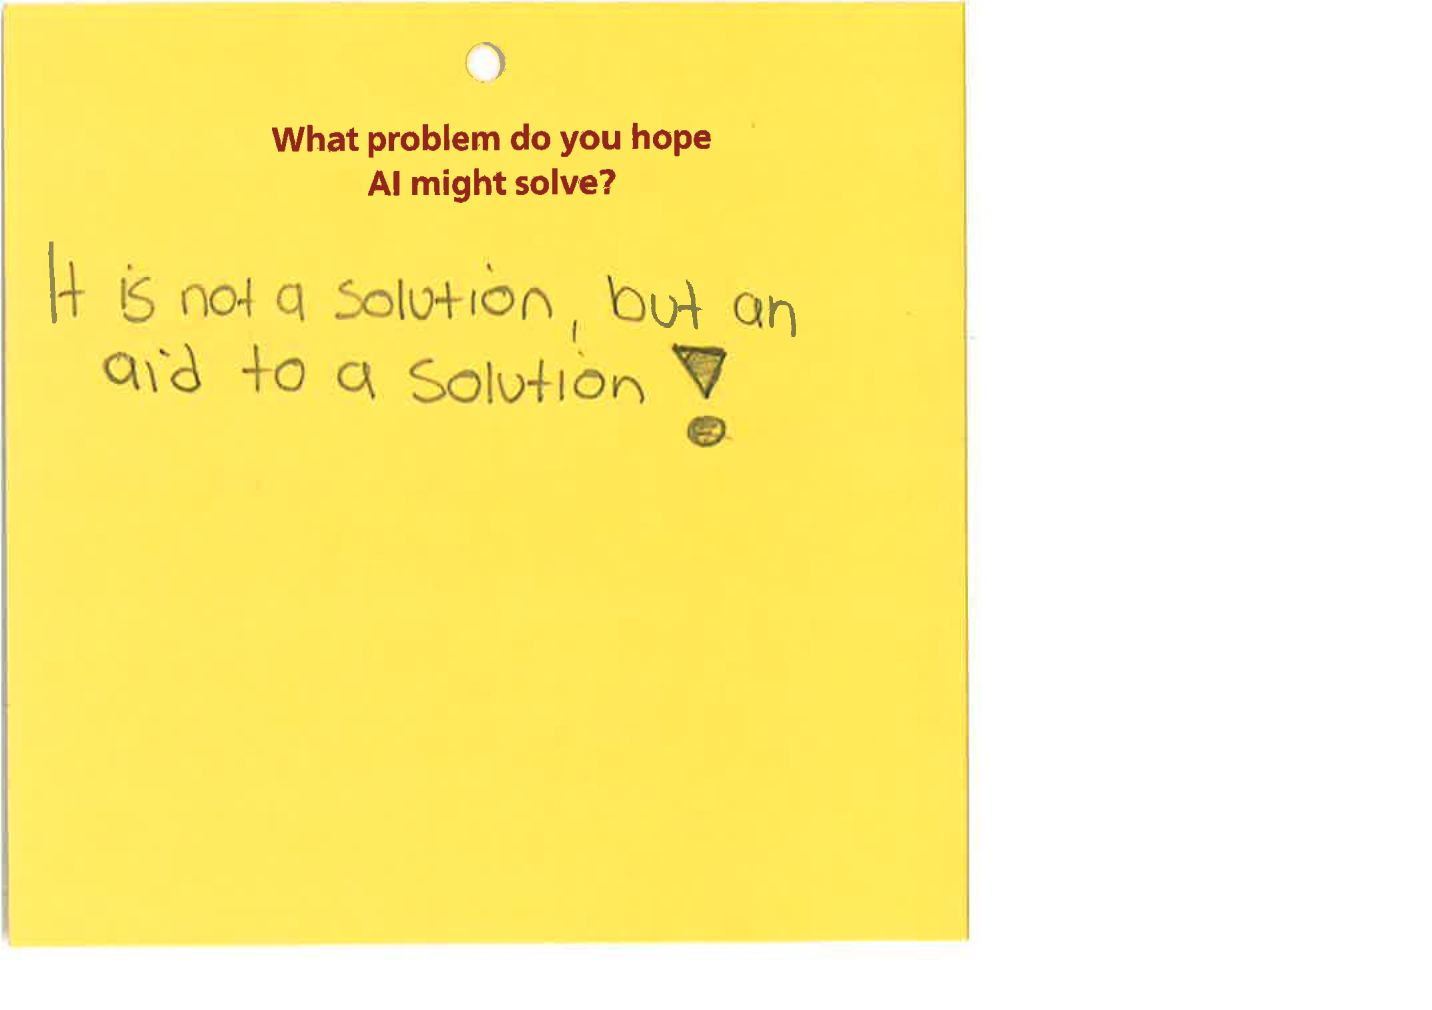 What problem do you hope
AI might solve?
It is not a solution, but an
aid to a solution!